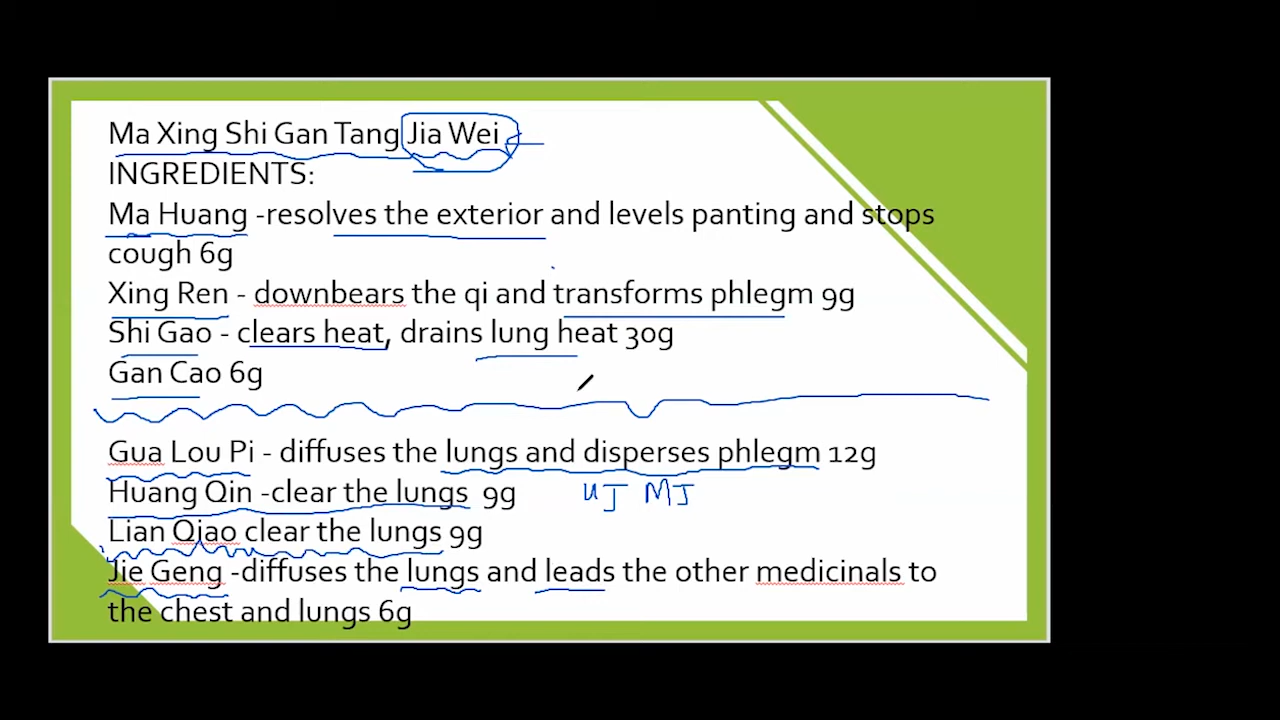 Ma Xing Shi Gan Tang Jia Wei
INGREDIENTS:
Ma Huang -resolves the exterior and levels panting and stops
cough 6g
Xing Ren - downbears the qi and transforms phlegm 9g
Shi Gao - clears heat, drains lung heat 30g
Gan Cao 6g
Gua Lou Pi - diffuses the lungs and disperses phlegm 12g
Huang Qin -clear the lungs 9g UJ MJ
Lian Qiao clear the lungs 9g
Jie Geng -diffuses the lungs and leads the other medicinals to
the chest and lungs 6g